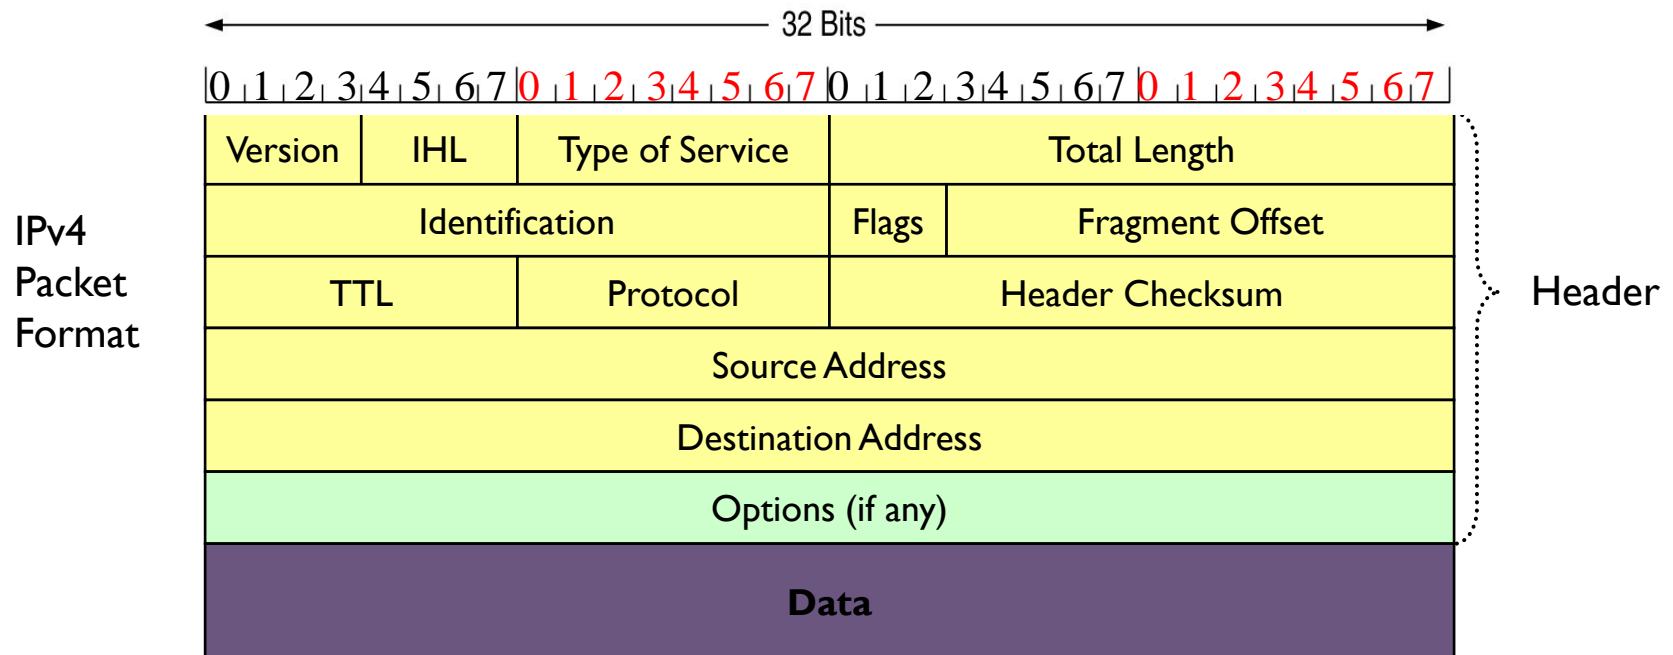 32 Bits
0 1 2 3 4 5 6 7 0 1 2 3 4 5 6 7 0 1 2 3 4 5 6 7 0 1 2 3 4 5 6 7
Version IHL Type of Service Total Length
Identification Flags Fragment Offset
TTL Protocol Header Checksum
Source Address
Destination Address
Options (if any)
Data
IPv4
Packet
Format
Header